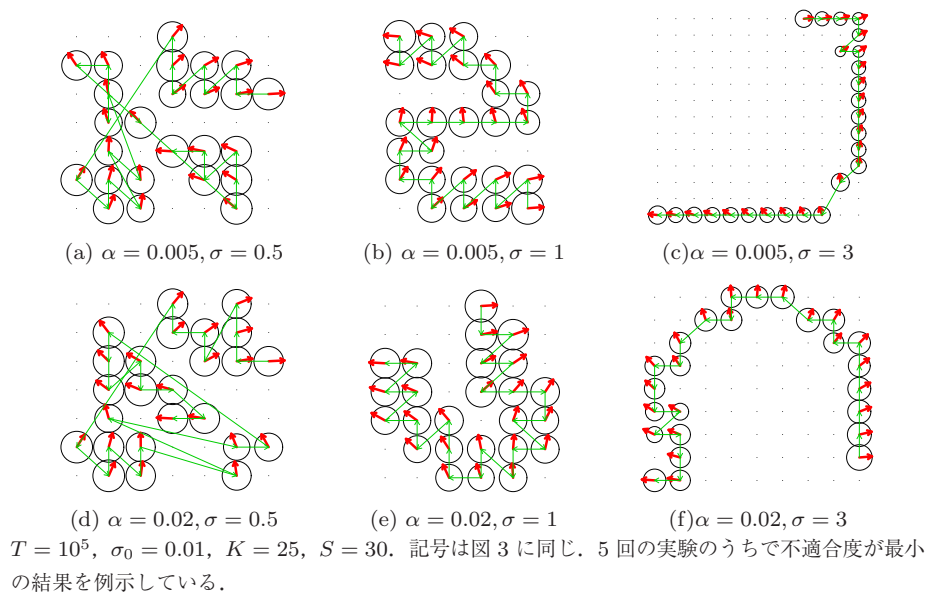 (a) α = 0.005, σ = 0.5
(b) α = 0.005, σ = 1
(c)α = 0.005, σ = 3
(d) α = 0.02, σ = 0.5
(e) α = 0.02, σ = 1
(f)α = 0.02, σ = 3
T = 10⁵，σ₀ = 0.01，K = 25，S = 30．記号は図 3 に同じ．5 回の実験のうちで不適合度が最小
の結果を例示している．